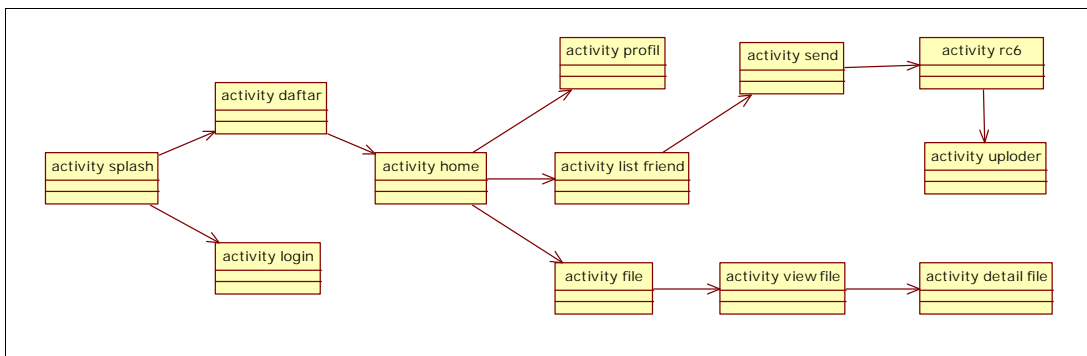 activity profil
activity send
activity rc6
activity daftar
activity splash
activity home
activity list friend
activity uploder
activity login
activity file
activity view file
activity detail file